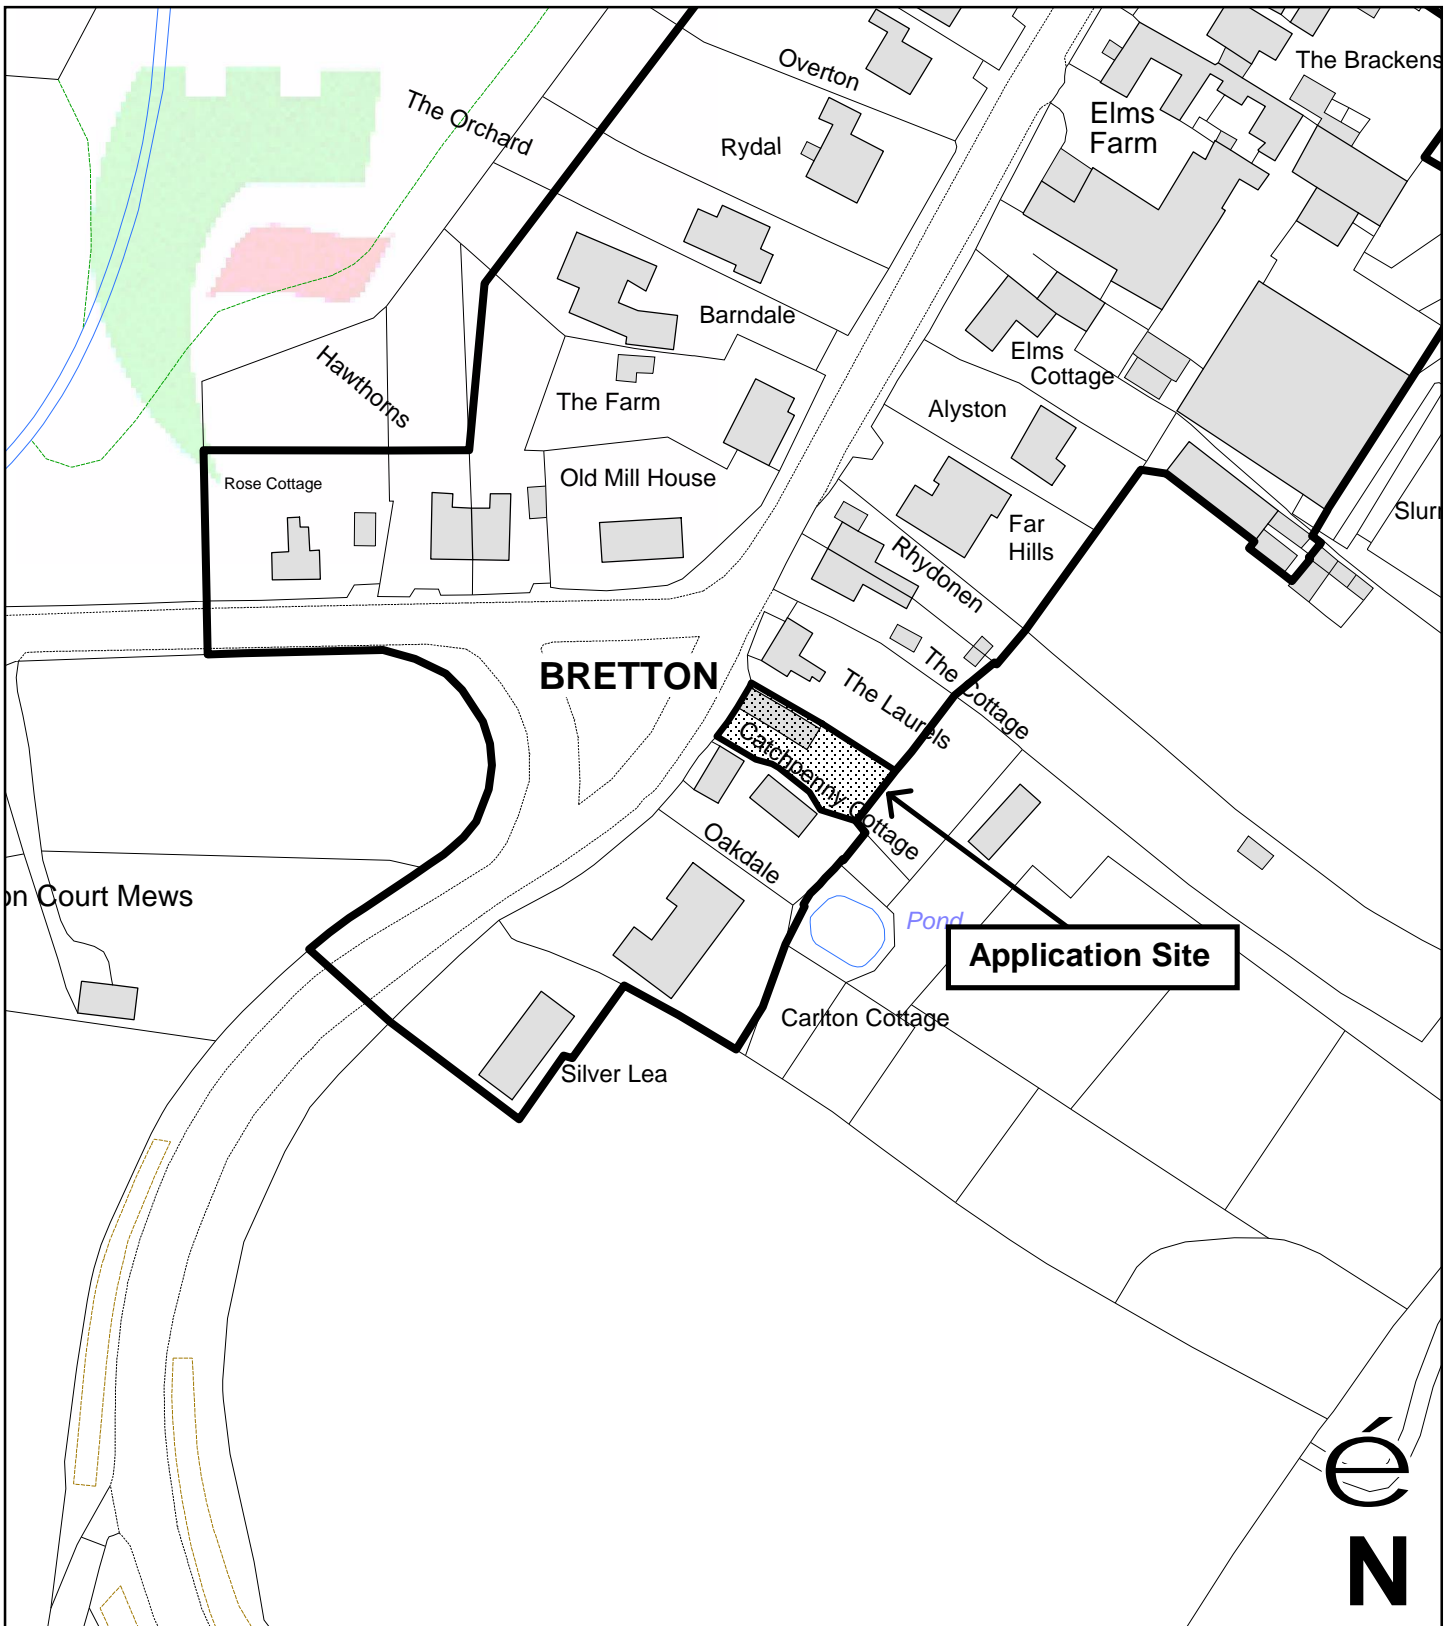 The Brackens
Overton
The Orchard
Elms
Farm
Rydal
Barndale
Hawthorns
Elms
Cottage
The Farm
Alyston
Old Mill House
Rose Cottage
Slurr
Far
Hills
Rhydonen
BRETTON
The Cottage
The Laurels
Catchpenny Cottage
Oakdale
on Court Mews
Pond
Application Site
Carlton Cottage
Silver Lea
é
N